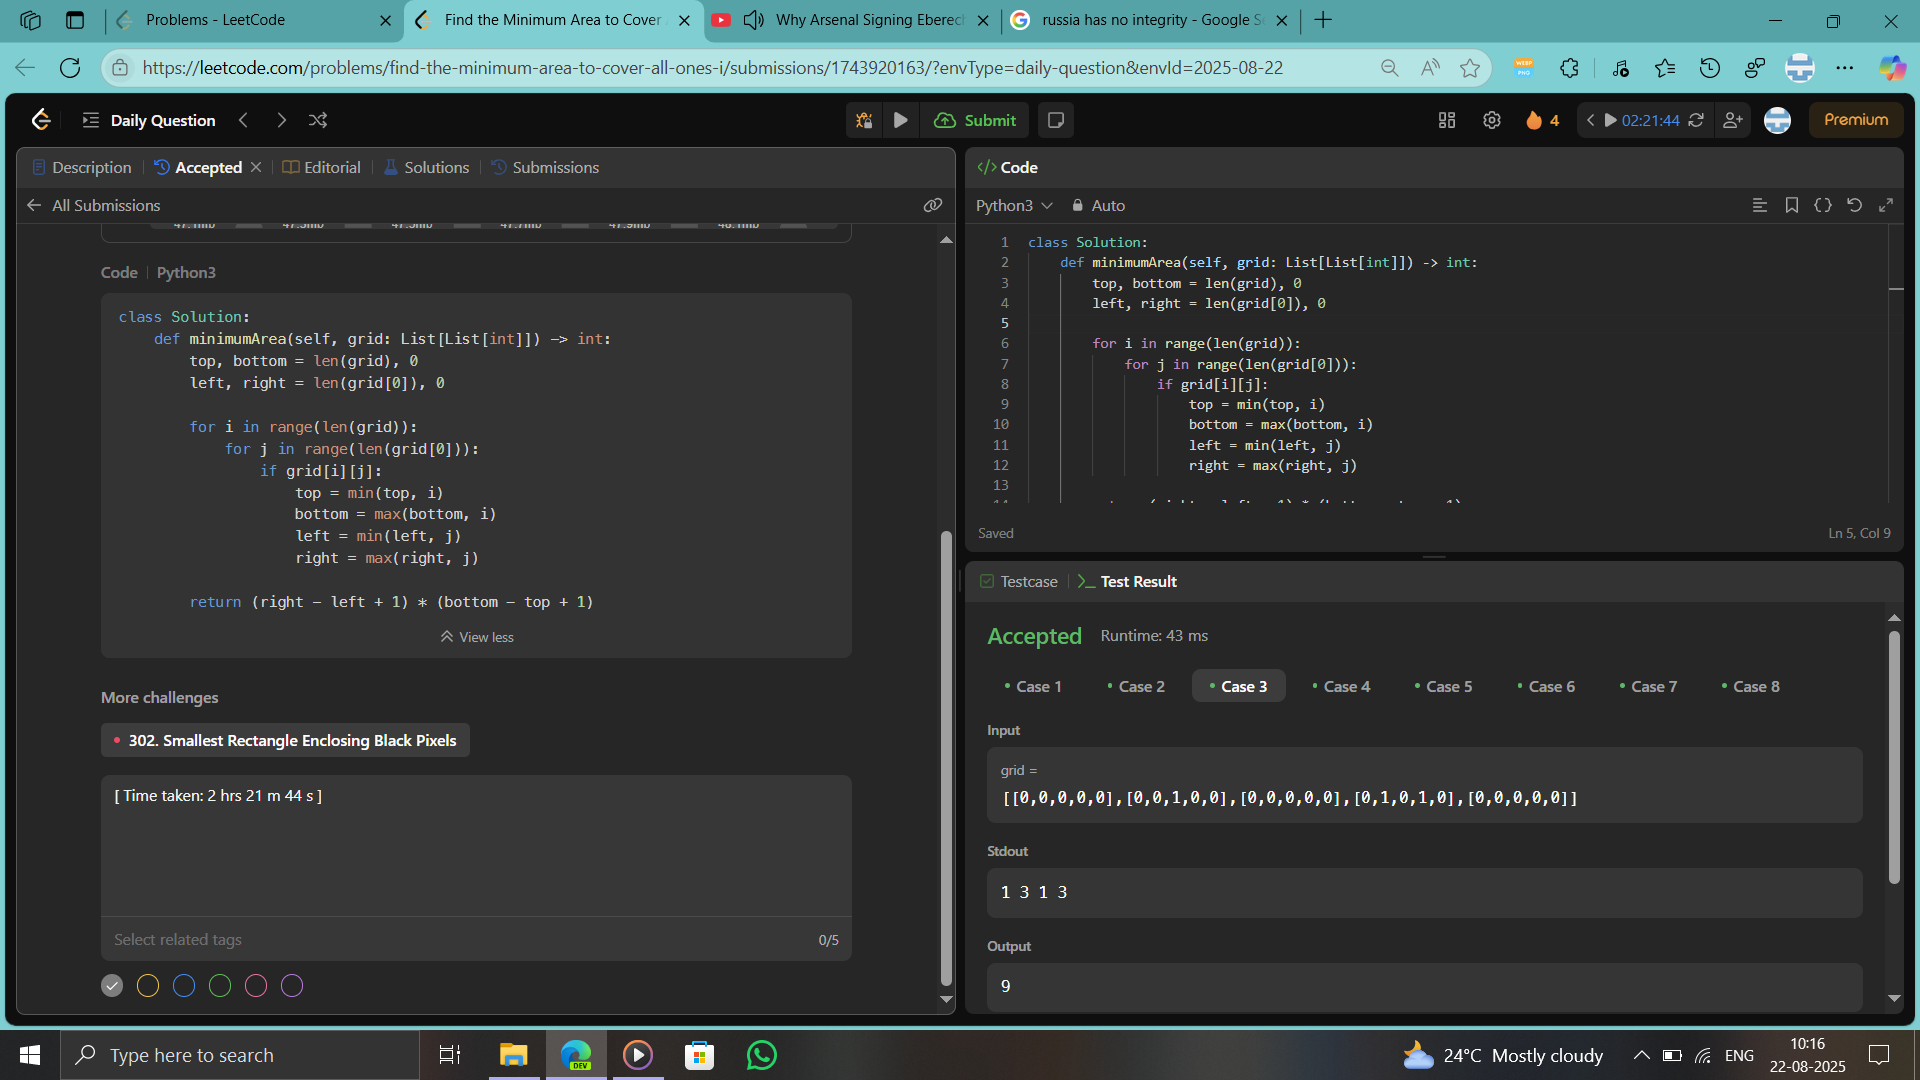 Problems - LeetCode
Find the Minimum Area to Cover
Why Arsenal Signing Eberec
russia has no integrity - Google S
https://leetcode.com/problems/find-the-minimum-area-to-cover-all-ones-i/submissions/1743920163/?envType=daily-question&envId=2025-08-22
Daily Question
Submit
4
02:21:44
Premium
Description
Accepted
Editorial
Solutions
Submissions
All Submissions
Code
Python3
class Solution:
    def minimumArea(self, grid: List[List[int]]) -> int:
        top, bottom = len(grid), 0
        left, right = len(grid[0]), 0
        for i in range(len(grid)):
            for j in range(len(grid[0])):
                if grid[i][j]:
                    top = min(top, i)
                    bottom = max(bottom, i)
                    left = min(left, j)
                    right = max(right, j)
        return (right - left + 1) * (bottom - top + 1)
View less
More challenges
302. Smallest Rectangle Enclosing Black Pixels
[ Time taken: 2 hrs 21 m 44 s ]
Select related tags
0/5
</> Code
Python3
Auto
1 class Solution:
2     def minimumArea(self, grid: List[List[int]]) -> int:
3         top, bottom = len(grid), 0
4         left, right = len(grid[0]), 0
5
6         for i in range(len(grid)):
7             for j in range(len(grid[0])):
8                 if grid[i][j]:
9                     top = min(top, i)
10                     bottom = max(bottom, i)
11                     left = min(left, j)
12                     right = max(right, j)
13
Saved
Ln 5, Col 9
Testcase
Test Result
Accepted
Runtime: 43 ms
Case 1
Case 2
Case 3
Case 4
Case 5
Case 6
Case 7
Case 8
Input
grid =
[[0,0,0,0,0],[0,0,1,0,0],[0,0,0,0,0],[0,1,0,1,0],[0,0,0,0,0]]
Stdout
1 3 1 3
Output
9
Type here to search
DEV
24°C Mostly cloudy
ENG
10:16
22-08-2025